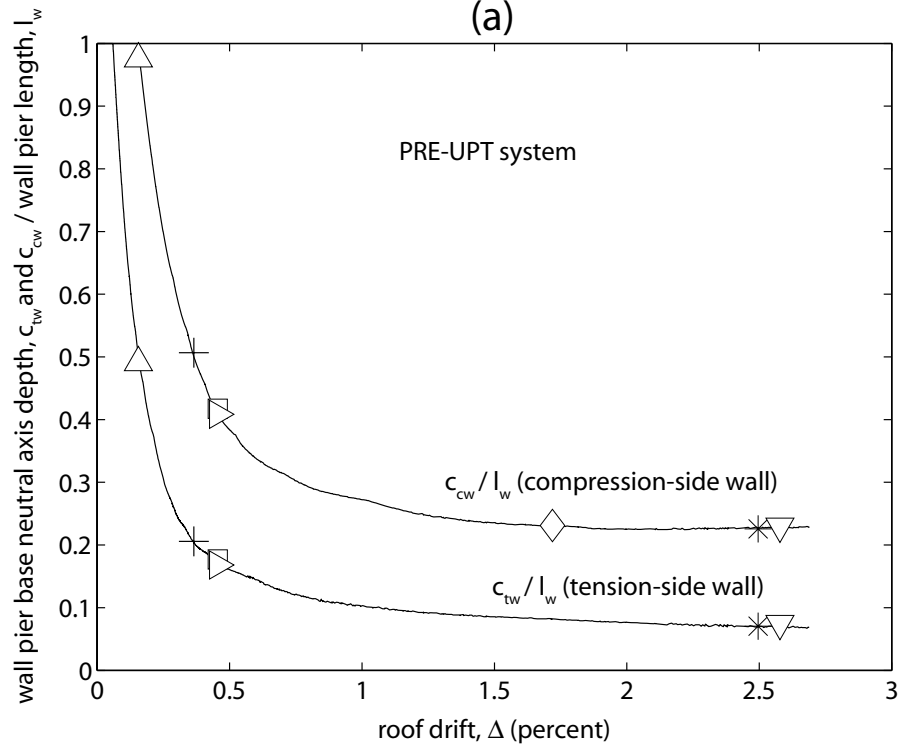 (a)
wall pier base neutral axis depth, c_tw and c_cw / wall pier length, l_w
1
0.9
0.8
0.7
0.6
0.5
0.4
0.3
0.2
0.1
0
PRE-UPT system
c_cw / l_w (compression-side wall)
c_tw / l_w (tension-side wall)
0 0.5 1 1.5 2 2.5 3
roof drift, Δ (percent)